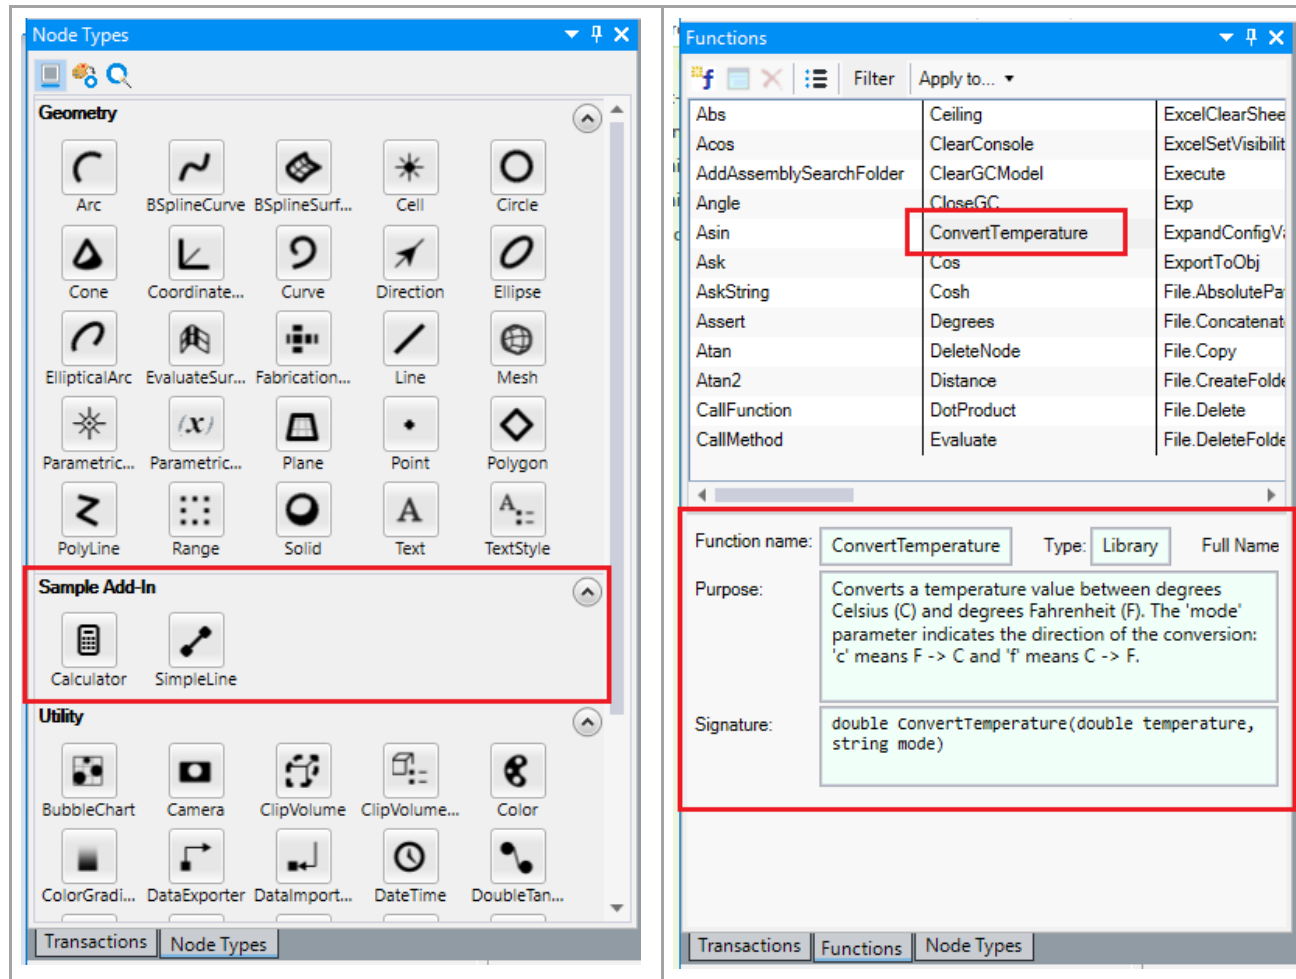 Node Types
Geometry
Arc BSplineCurve BSplineSurf... Cell Circle
Cone Coordinate... Curve Direction Ellipse
EllipticalArc EvaluateSur... Fabrication... Line Mesh
Parametric... Parametric... Plane Point Polygon
PolyLine Range Solid Text TextStyle
Sample Add-In
Calculator SimpleLine
Utility
BubbleChart Camera ClipVolume ClipVolume... Color
ColorGradi... DataExporter DataImport... DateTime DoubleTan...
Transactions Node Types
Functions
Filter Apply to...
Abs Ceiling ExcelClearShee
Acos ClearConsole ExcelSetVisibilit
AddAssemblySearchFolder ClearGCModel Execute
Angle CloseGC Exp
Asin ConvertTemperature ExpandConfigVa
Ask Cos ExportToObj
AskString Cosh File.AbsolutePa
Assert Degrees File.Concatenat
Atan DeleteNode File.Copy
Atan2 Distance File.CreateFolde
CallFunction DotProduct File.Delete
CallMethod Evaluate File.DeleteFolde
Function name: ConvertTemperature Type: Library Full Name
Purpose: Converts a temperature value between degrees
Celsius (C) and degrees Fahrenheit (F). The 'mode'
parameter indicates the direction of the conversion:
'c' means F -> C and 'f' means C -> F.
Signature: double ConvertTemperature(double temperature,
string mode)
Transactions Functions Node Types